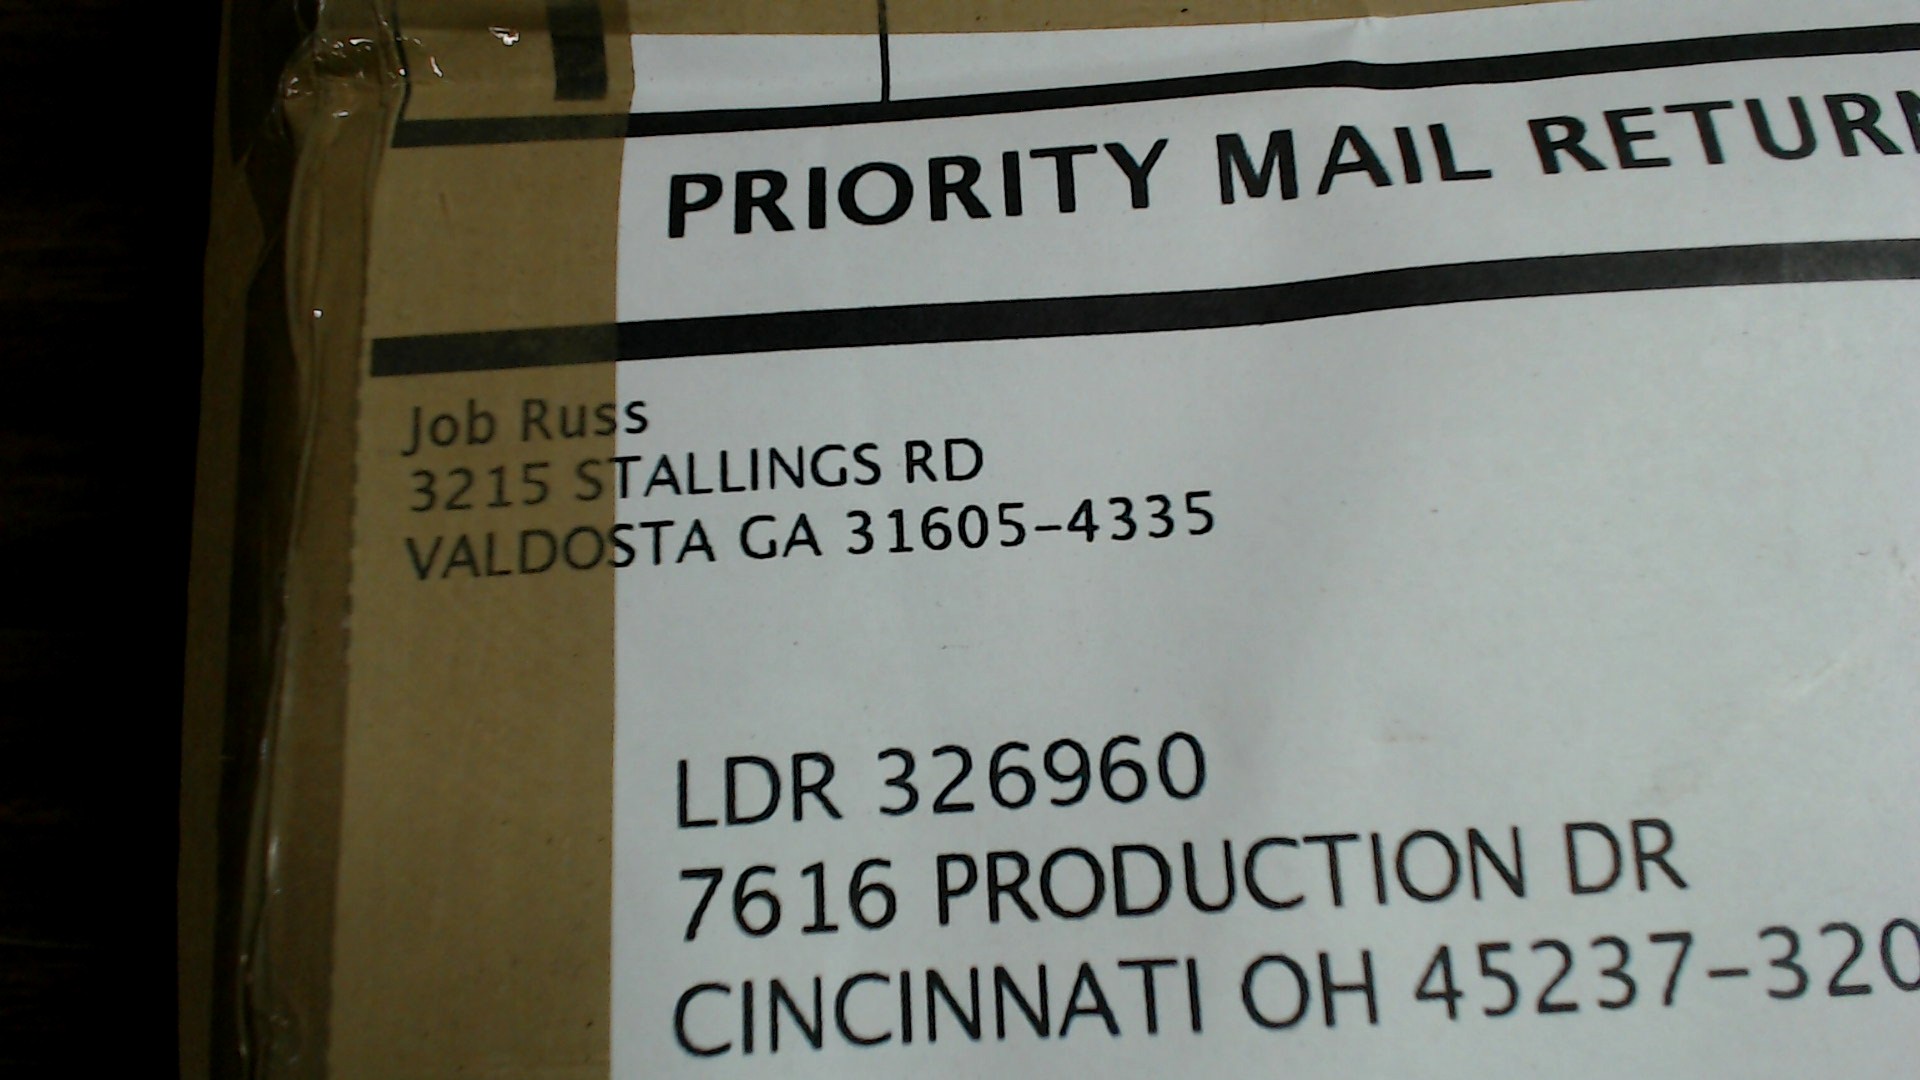 PRIORITY MAIL RETURN
Job Russ
3215 STALLINGS RD
VALDOSTA GA 31605-4335
LDR 326960
7616 PRODUCTION DR
CINCINNATI OH 45237-320